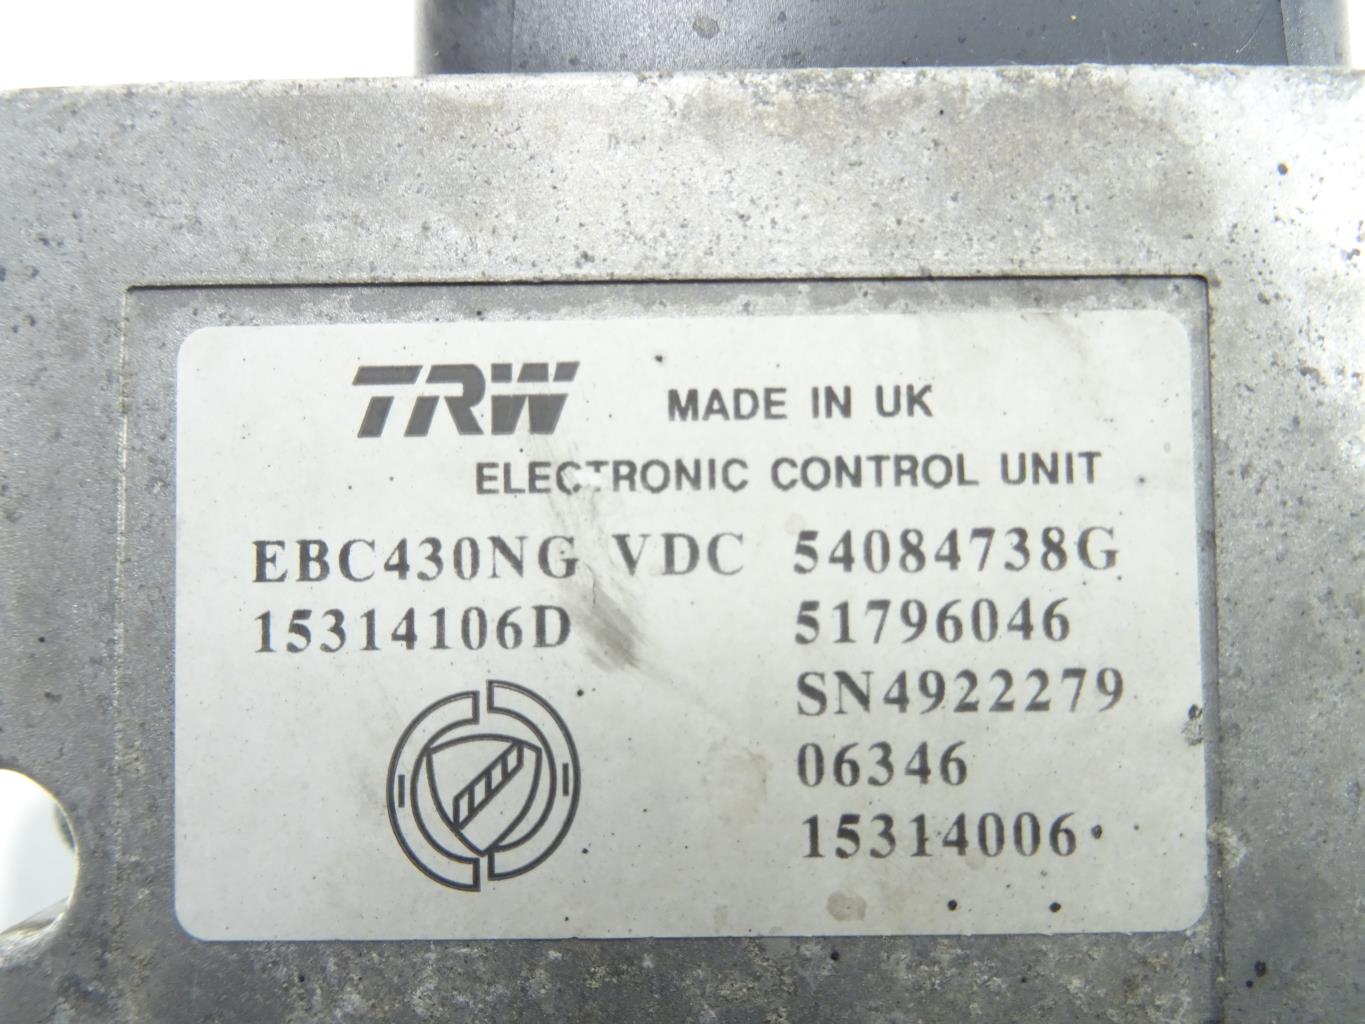 TRW MADE IN UK
ELECTRONIC CONTROL UNIT
EBC430NG VDC 54084738G
15314106D 51796046
SN4922279
06346
15314006